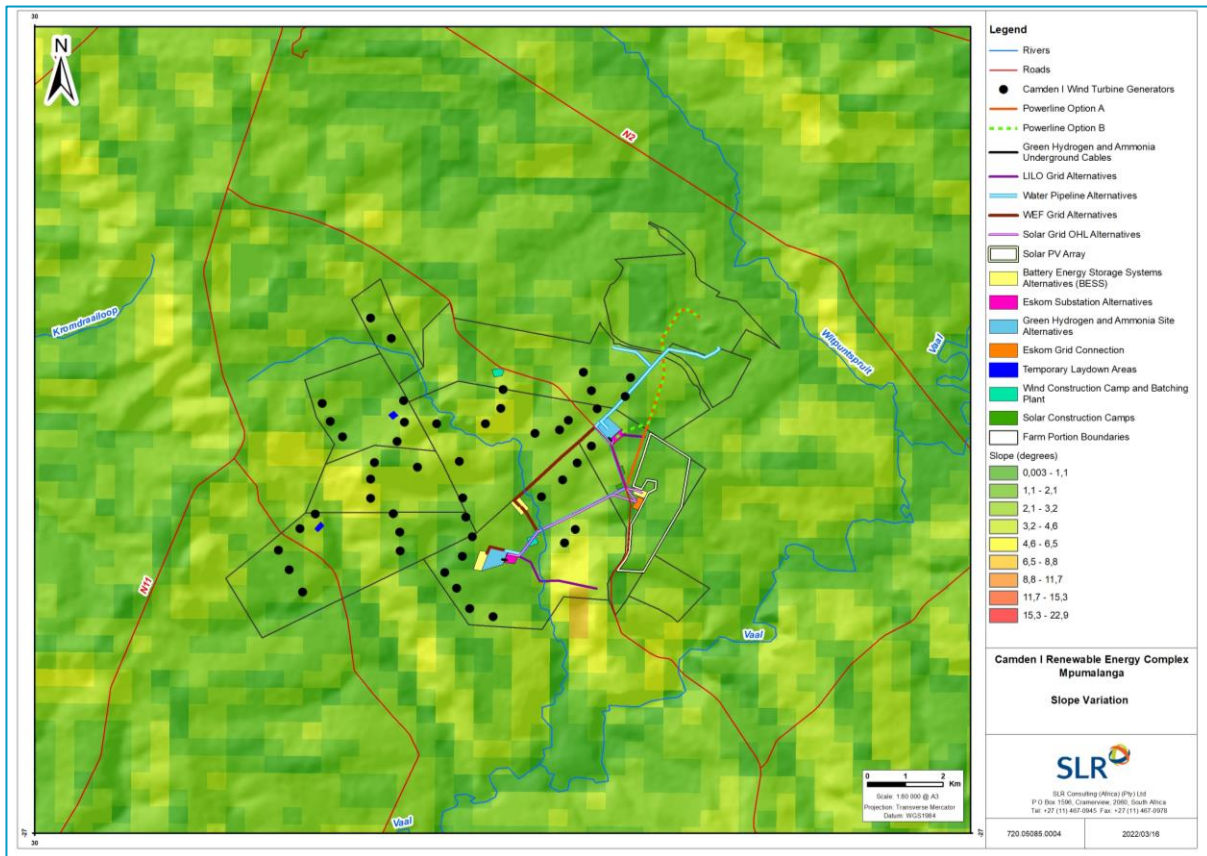 30
N
N2
Kromdraailoop
Witpuntspruit
Vaal
N11
Vaal
Vaal
-27
30
-27
0 1 2
Km
Scale: 1:60 000 @ A3
Projection: Transverse Mercator
Datum: WGS1984
Legend
Rivers
Roads
Camden I Wind Turbine Generators
Powerline Option A
Powerline Option B
Green Hydrogen and Ammonia
Underground Cables
LILO Grid Alternatives
Water Pipeline Alternatives
WEF Grid Alternatives
Solar Grid OHL Alternatives
Solar PV Array
Battery Energy Storage Systems
Alternatives (BESS)
Eskom Substation Alternatives
Green Hydrogen and Ammonia Site
Alternatives
Eskom Grid Connection
Temporary Laydown Areas
Wind Construction Camp and Batching
Plant
Solar Construction Camps
Farm Portion Boundaries
Slope (degrees)
0,003 - 1,1
1,1 - 2,1
2,1 - 3,2
3,2 - 4,6
4,6 - 6,5
6,5 - 8,8
8,8 - 11,7
11,7 - 15,3
15,3 - 22,9
Camden I Renewable Energy Complex
Mpumalanga
Slope Variation
SLR
SLR Consulting (Africa) (Pty) Ltd
P O Box 1596, Cramerview, 2060, South Africa
Tel: +27 (11) 467-0945 Fax: +27 (11) 467-0978
720.05085.0004
2022/03/16